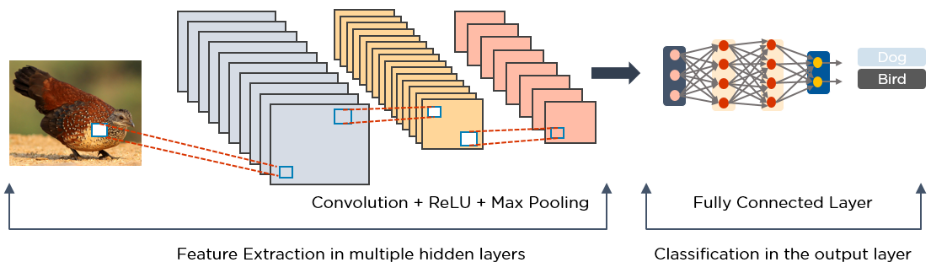 Dog
Bird
Convolution + ReLU + Max Pooling
Fully Connected Layer
Feature Extraction in multiple hidden layers
Classification in the output layer